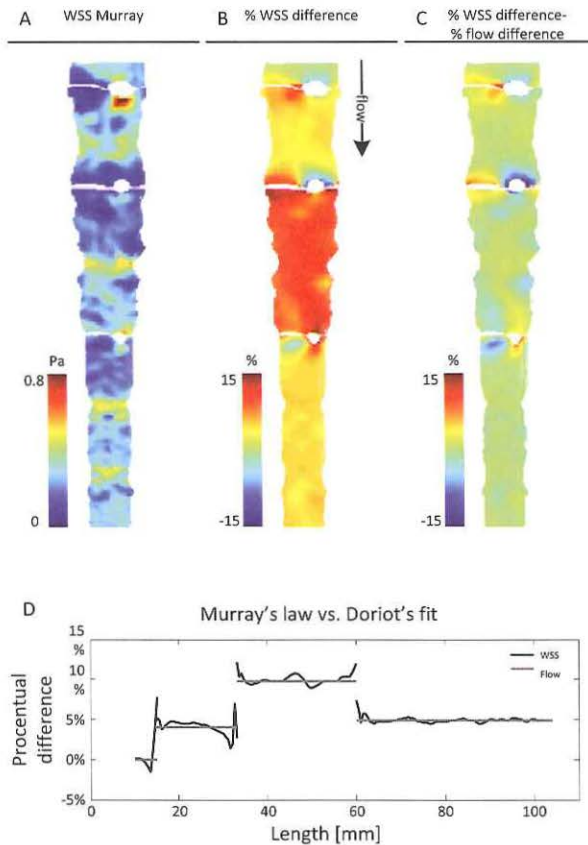 A WSS Murray
B % WSS difference
C % WSS difference-
% flow difference
flow
Pa
0.8
0
%
15
-15
%
15
-15
D Murray's law vs. Doriot's fit
Procentual
difference
15
%
10
%
5%
0%
-5%
WSS
Flow
0 20 40 60 80 100
Length [mm]